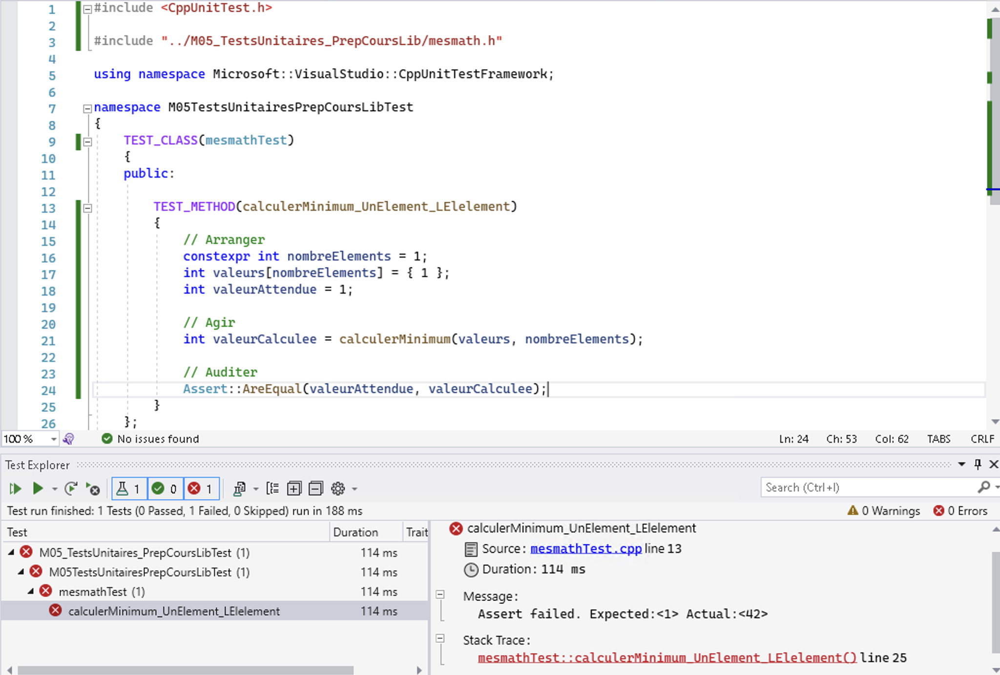 1 #include <CppUnitTest.h>
2
3 #include "../M05_TestsUnitaires_PrepCoursLib/mesmath.h"
4
5 using namespace Microsoft::VisualStudio::CppUnitTestFramework;
6
7 namespace M05TestsUnitairesPrepCoursLibTest
8 {
9 TEST_CLASS(mesmathTest)
10 {
11 public:
12
13 TEST_METHOD(calculerMinimum_UnElement_LElelement)
14 {
15 // Arranger
16 constexpr int nombreElements = 1;
17 int valeurs[nombreElements] = { 1 };
18 int valeurAttendue = 1;
19
20 // Agir
21 int valeurCalculee = calculerMinimum(valeurs, nombreElements);
22
23 // Auditer
24 Assert::AreEqual(valeurAttendue, valeurCalculee);
25 }
26 };
100 % No issues found Ln: 24 Ch: 53 Col: 62 TABS CRLF
Test Explorer
1 0 1 Search (Ctrl+I)
Test run finished: 1 Tests (0 Passed, 1 Failed, 0 Skipped) run in 188 ms 0 Warnings 0 Errors
Test Duration Trait
M05_TestsUnitaires_PrepCoursLibTest (1) 114 ms
M05TestsUnitairesPrepCoursLibTest (1) 114 ms
mesmathTest (1) 114 ms
calculerMinimum_UnElement_LElelement 114 ms
calculerMinimum_UnElement_LElelement
Source: mesmathTest.cpp line 13
Duration: 114 ms
Message:
Assert failed. Expected:<1> Actual:<42>
Stack Trace:
mesmathTest::calculerMinimum_UnElement_LElelement() line 25